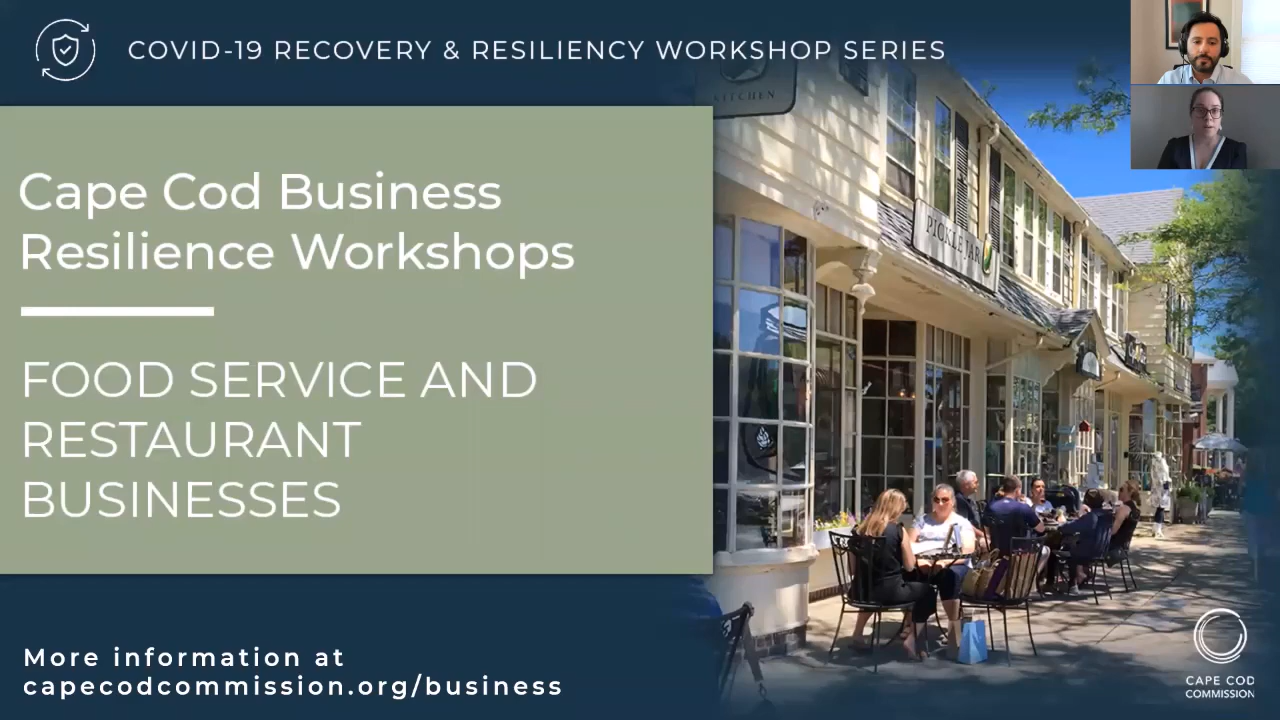 COVID-19 RECOVERY & RESILIENCY WORKSHOP SERIES
KITCHEN
Cape Cod Business
Resilience Workshops
PICKLE JAR
FOOD SERVICE AND
RESTAURANT
BUSINESSES
More information at
capecodcommission.org/business
CAPE COD
COMMISSION